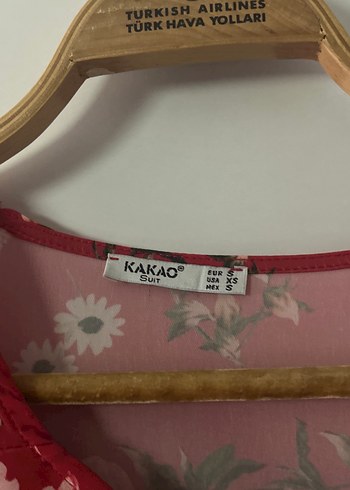 TURKISH AIRLINES
TÜRK HAVA YOLLARI
KAKAO®
SUIT
EUR S
USA XS
MEX S